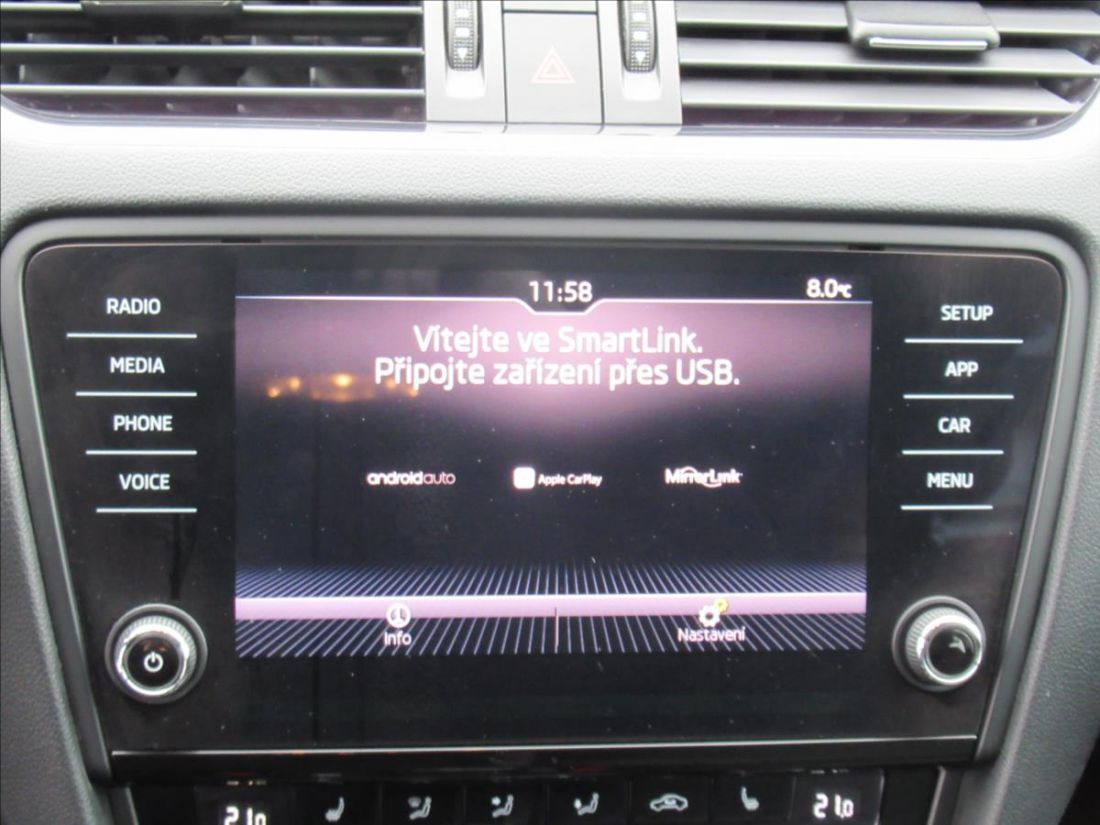 11:58
8.0°C
RADIO
MEDIA
PHONE
VOICE
Vítejte ve SmartLink.
Připojte zařízení přes USB.
androidauto
Apple CarPlay
MirrorLink
Info
Nastavení
SETUP
APP
CAR
MENU
21.0
21.0